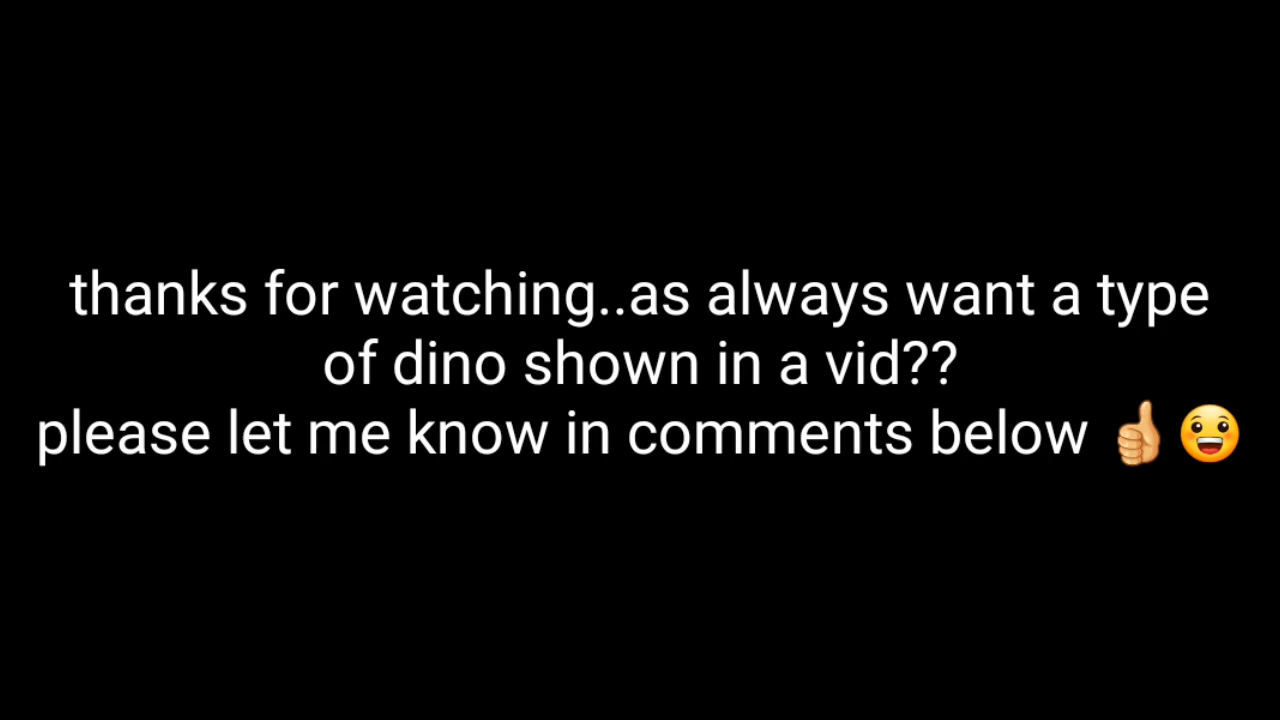 thanks for watching..as always want a type
of dino shown in a vid??
please let me know in comments below 👍🏼😀